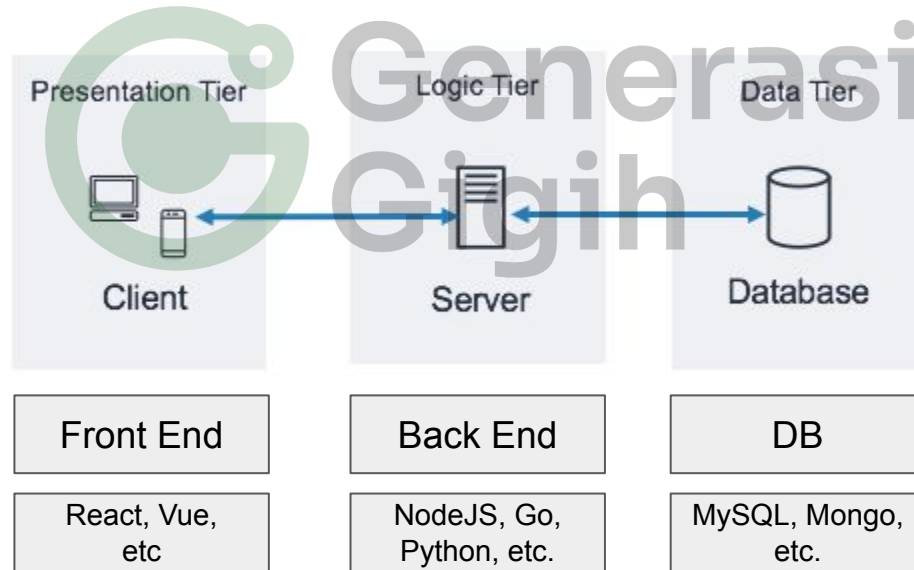 Generasi
Gigih
Presentation Tier
Logic Tier
Data Tier
Client
Server
Database
Front End
Back End
DB
React, Vue,
etc
NodeJS, Go,
Python, etc.
MySQL, Mongo,
etc.